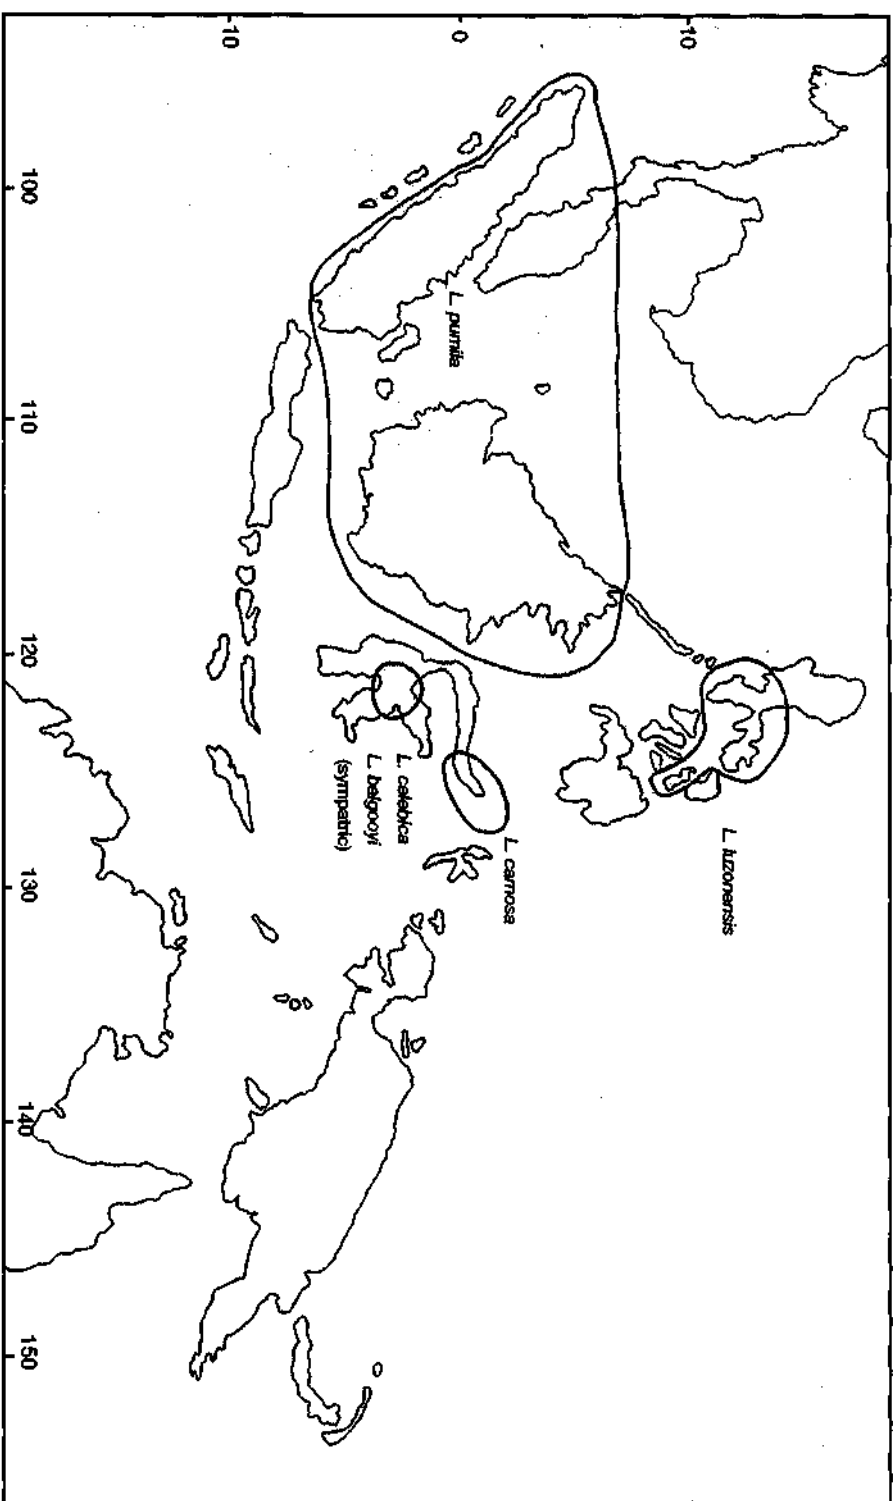 10
0
-10
L. luzonensis
L. carnosa
L. pumila
L. celebica
L. balgooyi
(sympatric)
100
110
120
130
140
150